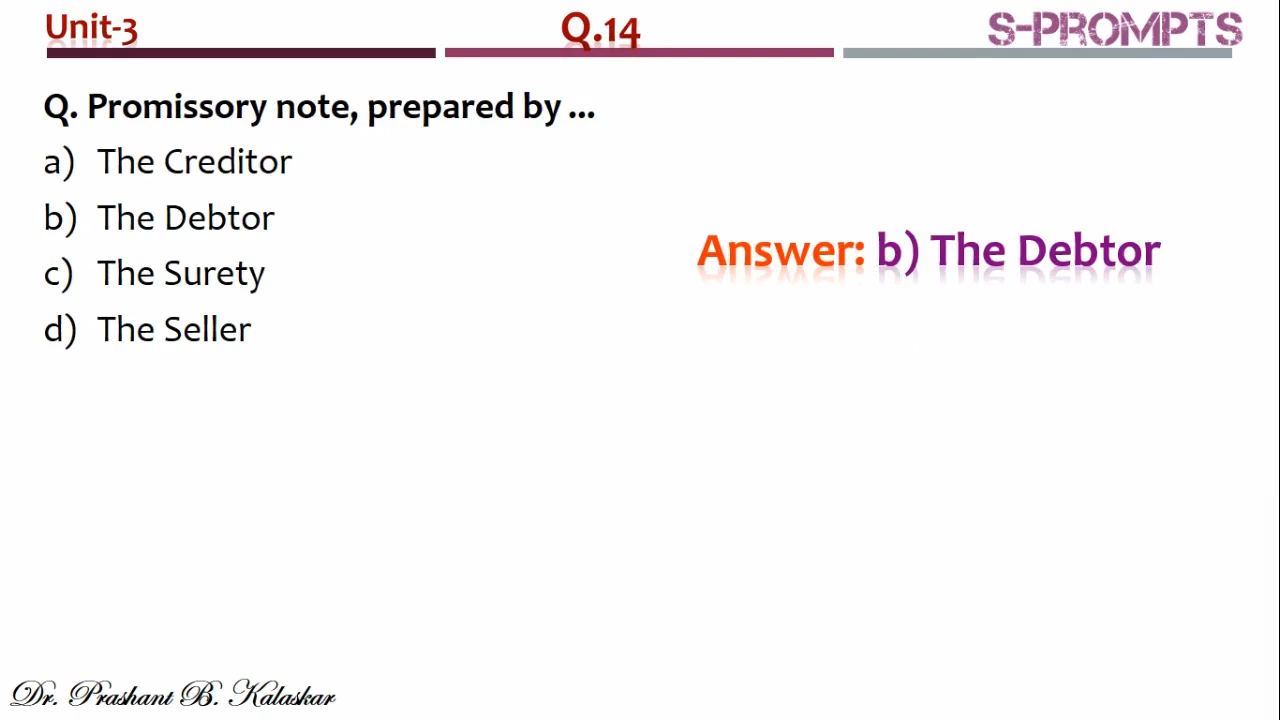 Unit-3
Q.14
S-PROMPTS
Q. Promissory note, prepared by ...
a) The Creditor
b) The Debtor
c) The Surety
d) The Seller
Answer: b) The Debtor
Dr. Prashant B. Kalaskar